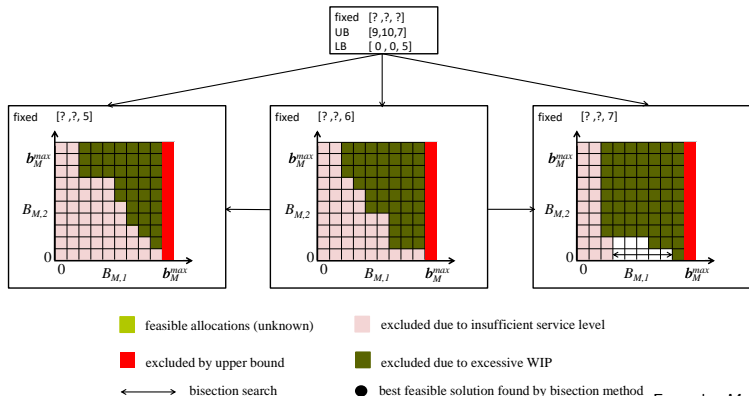 fixed [? ,?, ?]
UB [9,10,7]
LB [ 0 , 0, 5]
fixed [? ,?, 5]
b_M^max
B_M,2
0
0 B_M,1 b_M^max
fixed [? ,?, 6]
b_M^max
B_M,2
0
0 B_M,1 b_M^max
fixed [? ,?, 7]
b_M^max
B_M,2
0
0 B_M,1 b_M^max
feasible allocations (unknown)
excluded due to insufficient service level
excluded by upper bound
excluded due to excessive WIP
bisection search
best feasible solution found by bisection method